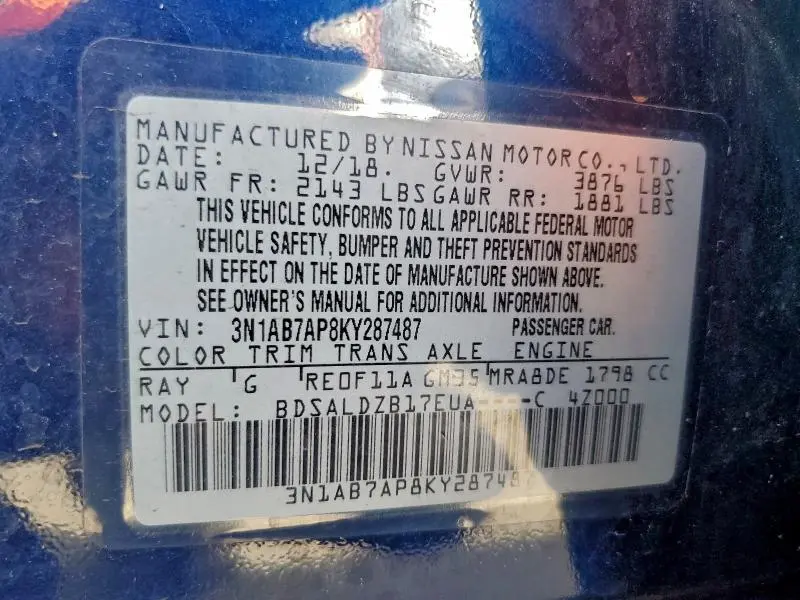 MANUFACTURED BY NISSAN MOTOR CO., LTD.
DATE: 12/18. GVWR: 3876 LBS
GAWR FR: 2143 LBS GAWR RR: 1881 LBS
THIS VEHICLE CONFORMS TO ALL APPLICABLE FEDERAL MOTOR
VEHICLE SAFETY, BUMPER AND THEFT PREVENTION STANDARDS
IN EFFECT ON THE DATE OF MANUFACTURE SHOWN ABOVE.
SEE OWNER'S MANUAL FOR ADDITIONAL INFORMATION.
VIN: 3N1AB7AP8KY287487 PASSENGER CAR.
COLOR TRIM TRANS AXLE ENGINE
RAY G RE0F11A GM35 MRA8DE 1798 CC
MODEL: BDSALDZB17EUA----C 4Z000
3N1AB7AP8KY287487